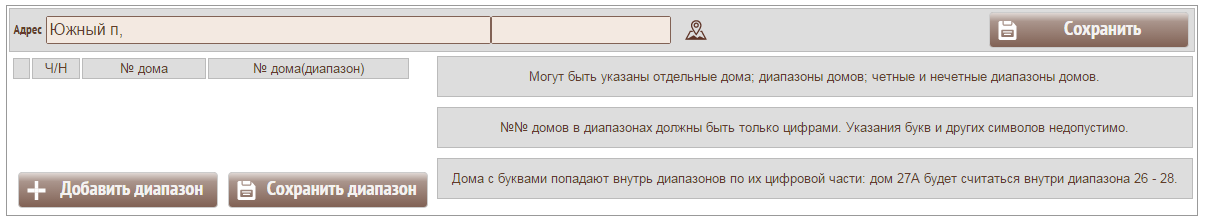 Адрес Южный п, Сохранить
Ч/Н № дома № дома(диапазон)
Могут быть указаны отдельные дома; диапазоны домов; четные и нечетные диапазоны домов.
№№ домов в диапазонах должны быть только цифрами. Указания букв и других символов недопустимо.
Дома с буквами попадают внутрь диапазонов по их цифровой части: дом 27А будет считаться внутри диапазона 26 - 28.
Добавить диапазон Сохранить диапазон